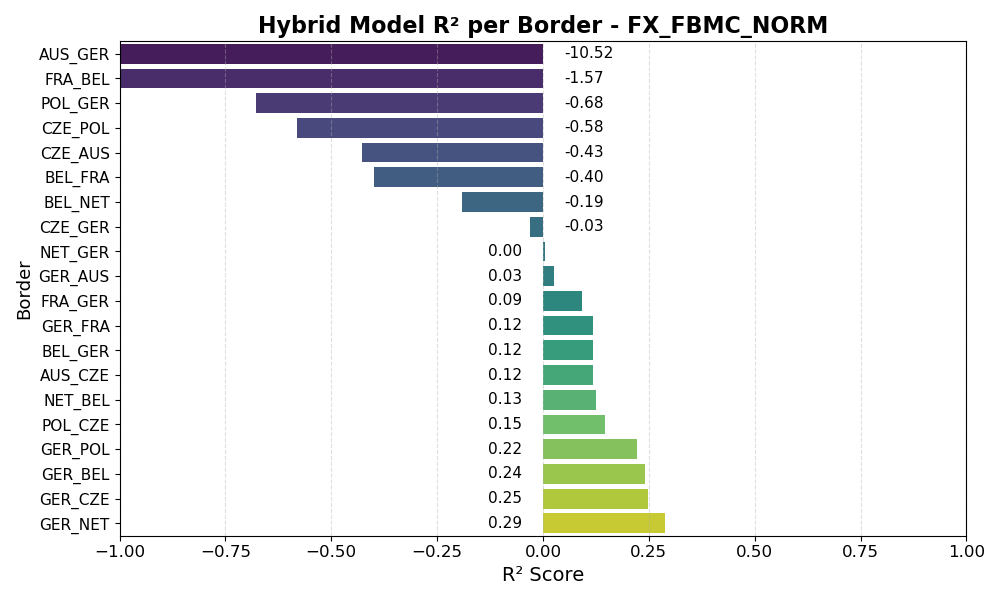 Hybrid Model R² per Border - FX_FBMC_NORM
Border
AUS_GER -10.52
FRA_BEL -1.57
POL_GER -0.68
CZE_POL -0.58
CZE_AUS -0.43
BEL_FRA -0.40
BEL_NET -0.19
CZE_GER -0.03
NET_GER 0.00
GER_AUS 0.03
FRA_GER 0.09
GER_FRA 0.12
BEL_GER 0.12
AUS_CZE 0.12
NET_BEL 0.13
POL_CZE 0.15
GER_POL 0.22
GER_BEL 0.24
GER_CZE 0.25
GER_NET 0.29
−1.00 −0.75 −0.50 −0.25 0.00 0.25 0.50 0.75 1.00
R² Score